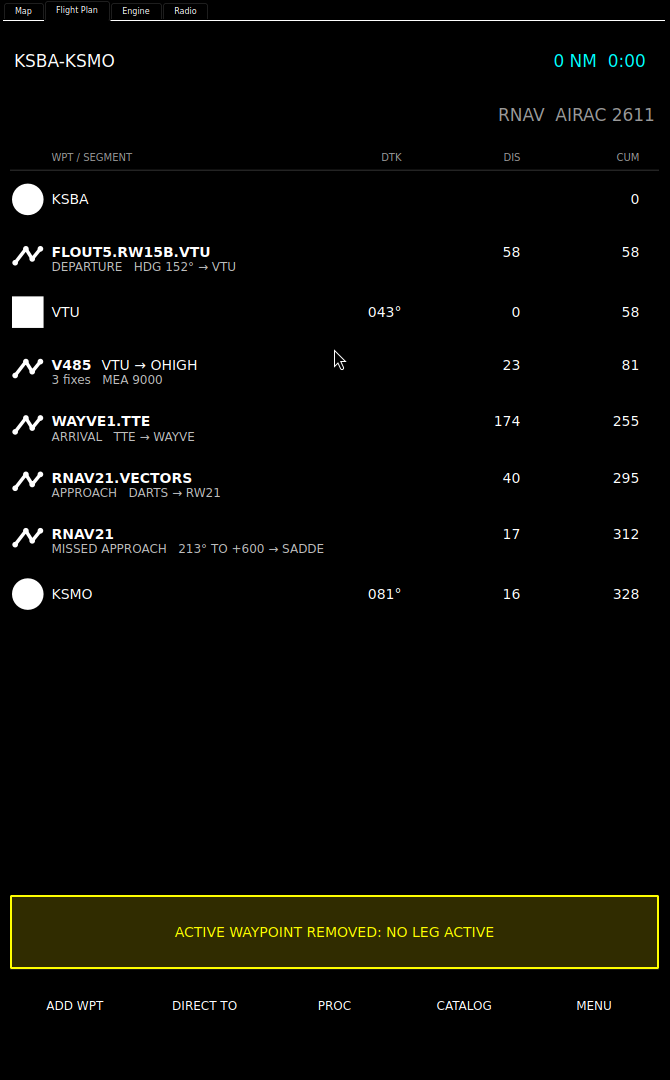 Map Flight Plan Engine Radio
KSBA-KSMO 0 NM 0:00
RNAV AIRAC 2611
WPT / SEGMENT DTK DIS CUM
KSBA 0
FLOUT5.RW15B.VTU 58 58
DEPARTURE HDG 152° → VTU
VTU 043° 0 58
V485 VTU → OHIGH 23 81
3 fixes MEA 9000
WAYVE1.TTE 174 255
ARRIVAL TTE → WAYVE
RNAV21.VECTORS 40 295
APPROACH DARTS → RW21
RNAV21 17 312
MISSED APPROACH 213° TO +600 → SADDE
KSMO 081° 16 328
ACTIVE WAYPOINT REMOVED: NO LEG ACTIVE
ADD WPT DIRECT TO PROC CATALOG MENU